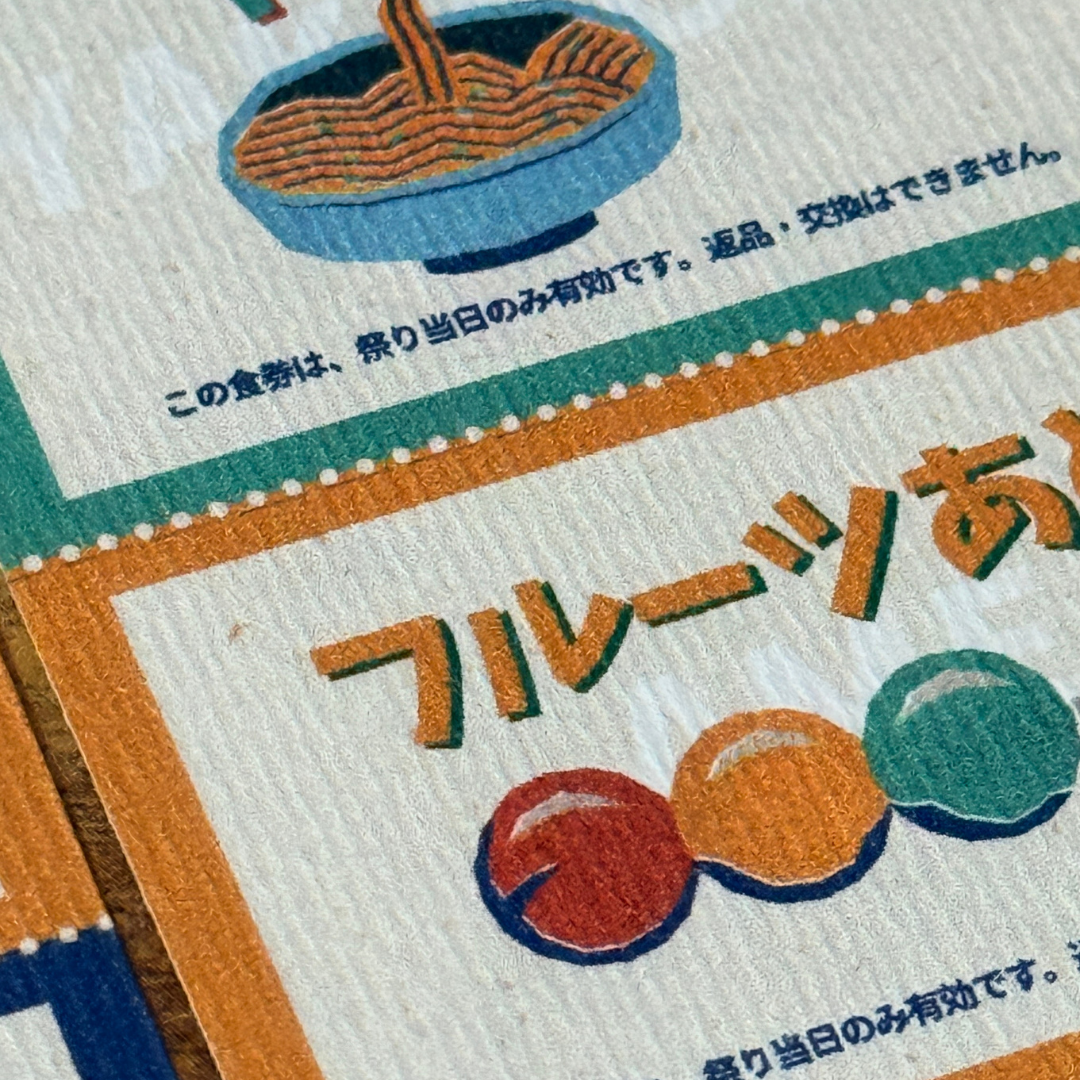 この食券は、祭り当日のみ有効です。返品・交換はできません。
フルーツあ
祭り当日のみ有効です。